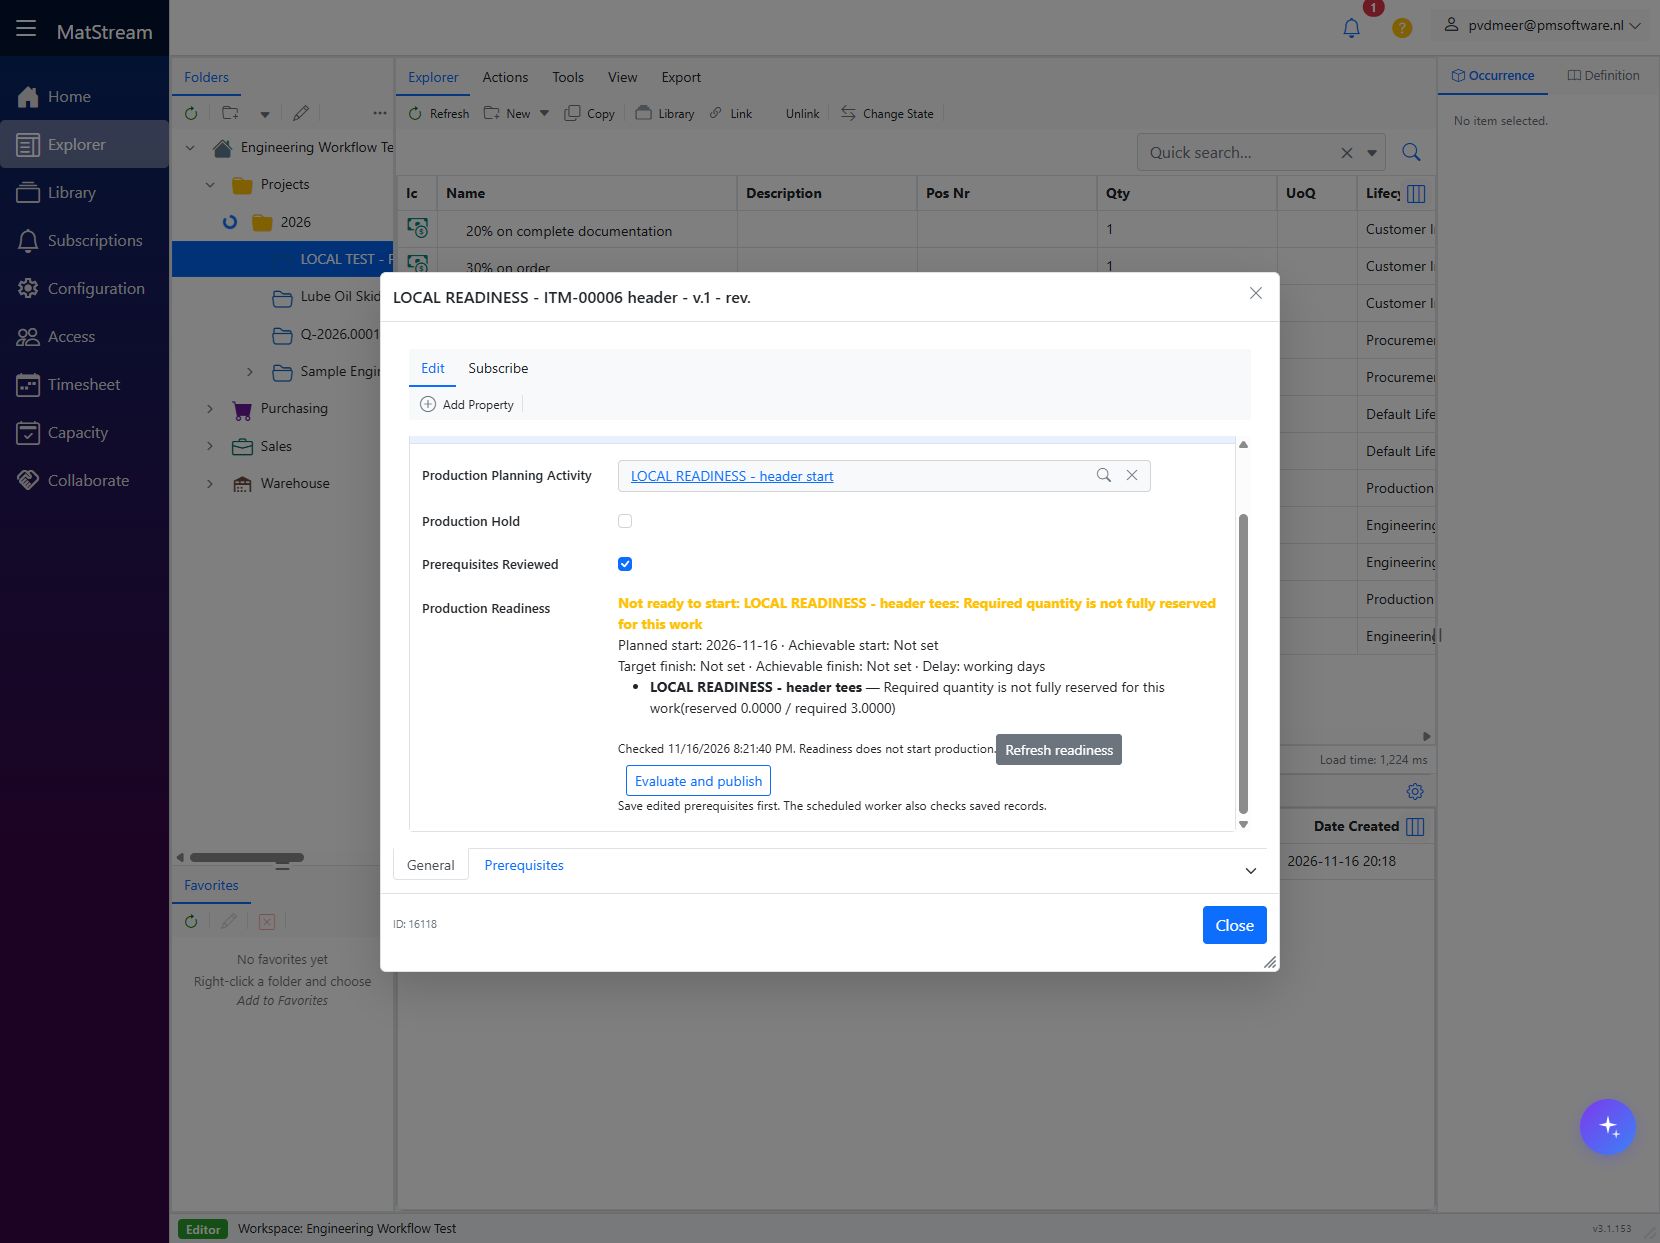 MatStream
1
?
pvdmeer@pmsoftware.nl
Home
Explorer
Library
Subscriptions
Configuration
Access
Timesheet
Capacity
Collaborate
Folders
Engineering Workflow Te
Projects
2026
LOCAL TEST - F
Lube Oil Skid
Q-2026.0001
Sample Engir
Purchasing
Sales
Warehouse
Favorites
No favorites yet
Right-click a folder and choose
Add to Favorites
Explorer Actions Tools View Export
Refresh New Copy Library Link Unlink Change State
Quick search...
Ic Name Description Pos Nr Qty UoQ Lifecy
20% on complete documentation 1 Customer I
30% on order 1 Customer I
Customer I
Procuremen
Procuremen
Default Life
Default Life
Production
Engineering
Engineering
Production
Engineering
Load time: 1,224 ms
Date Created
2026-11-16 20:18
Occurrence Definition
No item selected.
LOCAL READINESS - ITM-00006 header - v.1 - rev.
Edit Subscribe
Add Property
Production Planning Activity LOCAL READINESS - header start
Production Hold
Prerequisites Reviewed
Production Readiness
Not ready to start: LOCAL READINESS - header tees: Required quantity is not fully reserved
for this work
Planned start: 2026-11-16 · Achievable start: Not set
Target finish: Not set · Achievable finish: Not set · Delay: working days
• LOCAL READINESS - header tees — Required quantity is not fully reserved for this
work(reserved 0.0000 / required 3.0000)
Checked 11/16/2026 8:21:40 PM. Readiness does not start production. Refresh readiness
Evaluate and publish
Save edited prerequisites first. The scheduled worker also checks saved records.
General Prerequisites
ID: 16118
Close
Editor Workspace: Engineering Workflow Test
v3.1.153